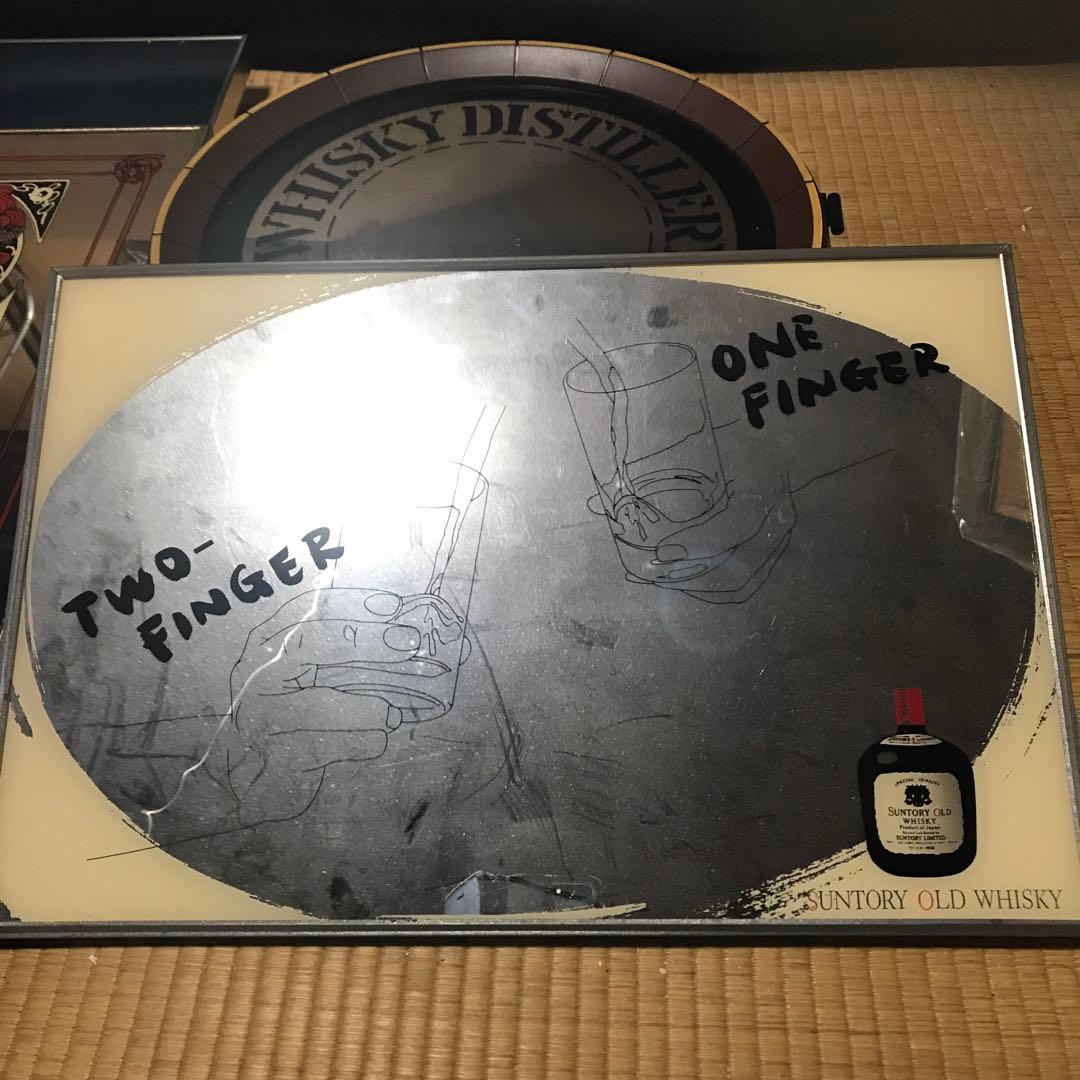 WHISKY DISTILLERY
ONE
FINGER
TWO-
FINGER
SPECIAL QUALITY
SUNTORY OLD
WHISKY
Product of Japan
SUNTORY LIMITED
SUNTORY OLD WHISKY